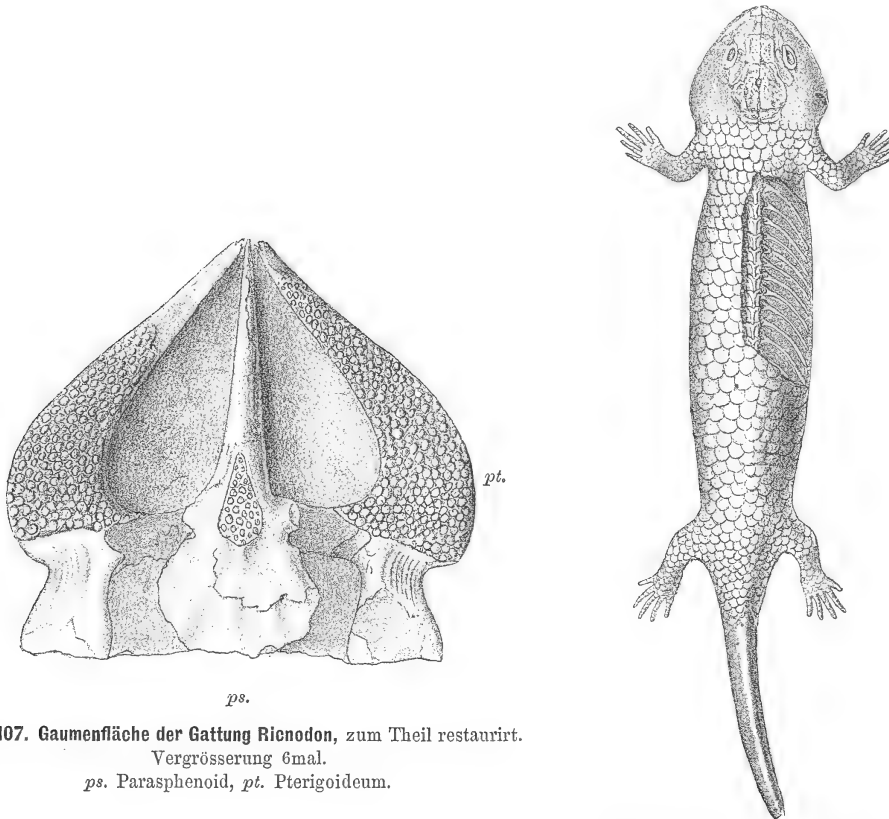 pt.
ps.
107. Gaumenfläche der Gattung Ricnodon, zum Theil restaurirt.
Vergrösserung 6mal.
ps. Parasphenoid, pt. Pterigoideum.